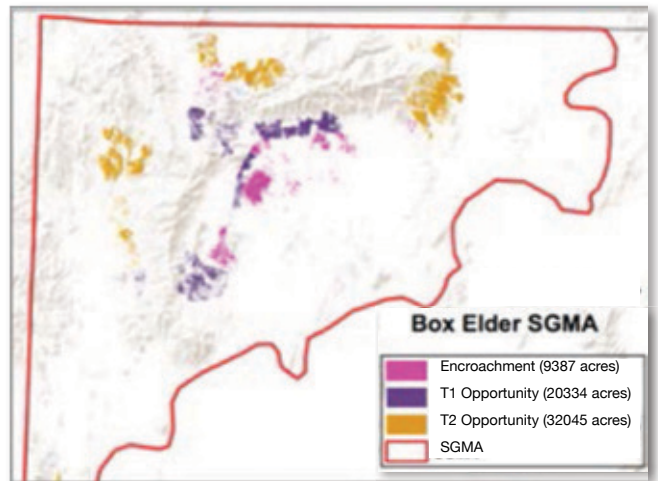 Box Elder SGMA
Encroachment (9387 acres)
T1 Opportunity (20334 acres)
T2 Opportunity (32045 acres)
SGMA